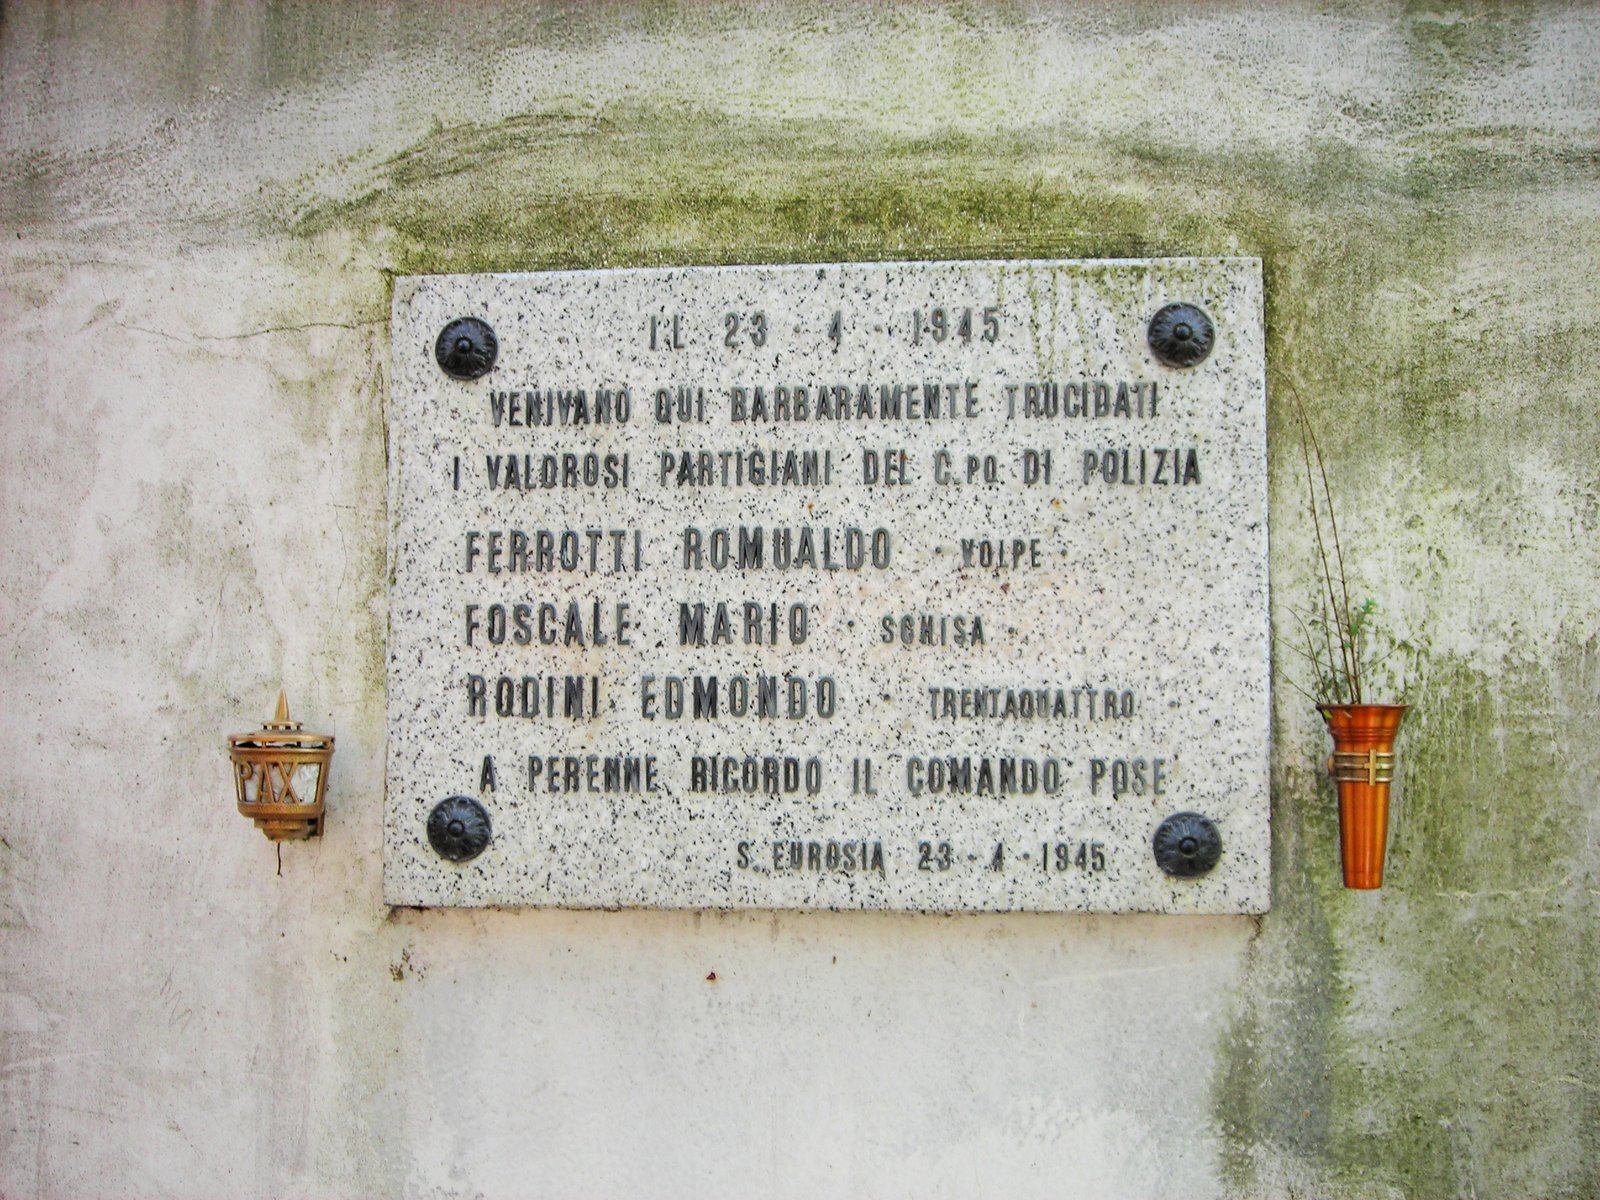 IL 23 · 4 · 1945
VENIVANO QUI BARBARAMENTE TRUCIDATI
I VALOROSI PARTIGIANI DEL C.PO DI POLIZIA
FERROTTI ROMUALDO · VOLPE ·
FOSCALE MARIO · SGHISA ·
RODINI EDMONDO · TRENTAQUATTRO ·
A PERENNE RICORDO IL COMANDO POSE
S. EUROSIA 23 · 4 · 1945
PAX